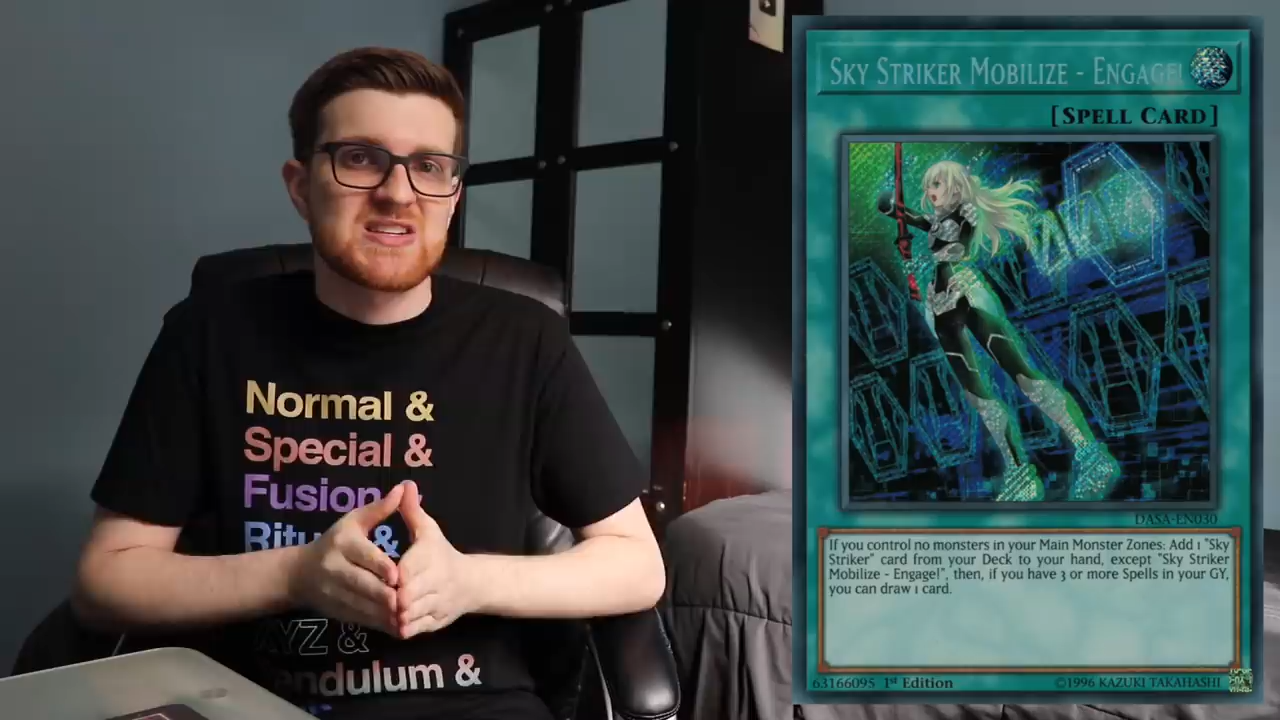 Normal &
Special &
Fusion &
XYZ &
SKY STRIKER MOBILIZE - ENGAGE!
[SPELL CARD]
DASA-EN030
If you control no monsters in your Main Monster Zones: Add 1 "Sky
Striker" card from your Deck to your hand, except "Sky Striker
Mobilize - Engage!", then, if you have 3 or more Spells in your GY,
you can draw 1 card.
63166095 1st Edition
©1996 KAZUKI TAKAHASHI